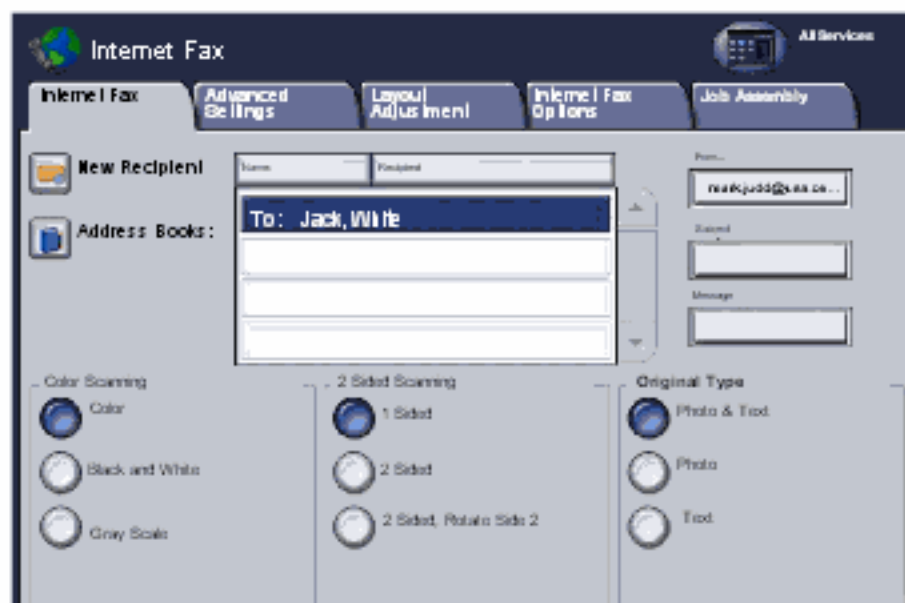 Internet Fax
All Services
Internet Fax
Advanced Settings
Layout Adjustment
Internet Fax Options
Job Assembly
New Recipient
Name
Recipient
From...
To: Jack, White
Address Books:
Message
Color Scanning
2 Sided Scanning
Original Type
Color
1 Sided
Photo & Text
Black and White
2 Sided
Photo
Gray Scale
2 Sided, Rotate Side 2
Text